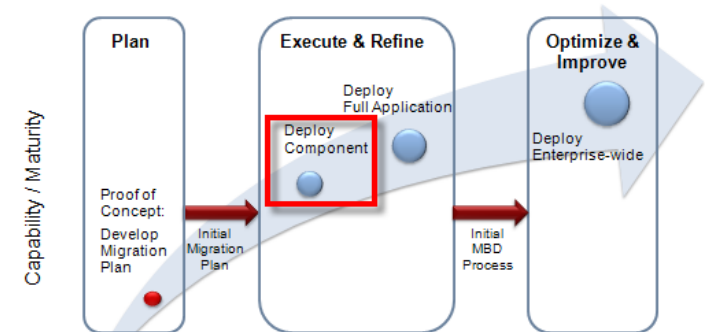 Plan
Execute & Refine
Optimize &
Improve
Capability / Maturity
Deploy
Full Application
Deploy
Component
Deploy
Enterprise-wide
Proof of
Concept:
Develop
Migration
Plan
Initial
Migration
Plan
Initial
MBD
Process